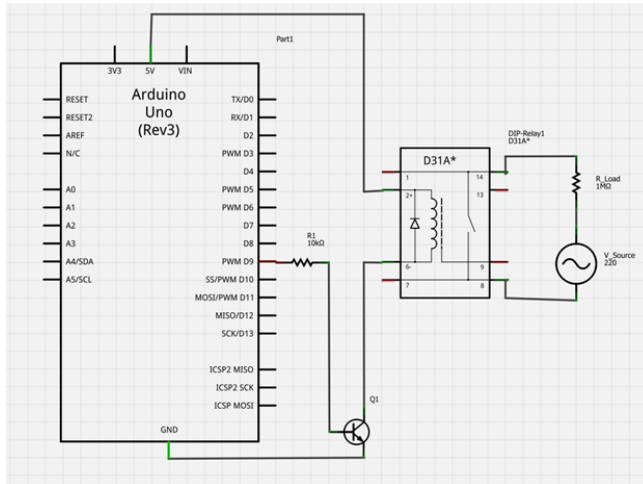 Part1
3V3 5V VIN
Arduino
Uno
(Rev3)
RESET
RESET2
AREF
N/C
A0
A1
A2
A3
A4/SDA
A5/SCL
TX/D0
RX/D1
D2
PWM D3
D4
PWM D5
PWM D6
D7
D8
PWM D9
SS/PWM D10
MOSI/PWM D11
MISO/D12
SCK/D13
ICSP2 MISO
ICSP2 SCK
ICSP MOSI
GND
R1
10kΩ
Q1
D31A*
1 14
2+ 13
6- 9
7 8
DIP-Relay1
D31A*
R_Load
1MΩ
V_Source
220